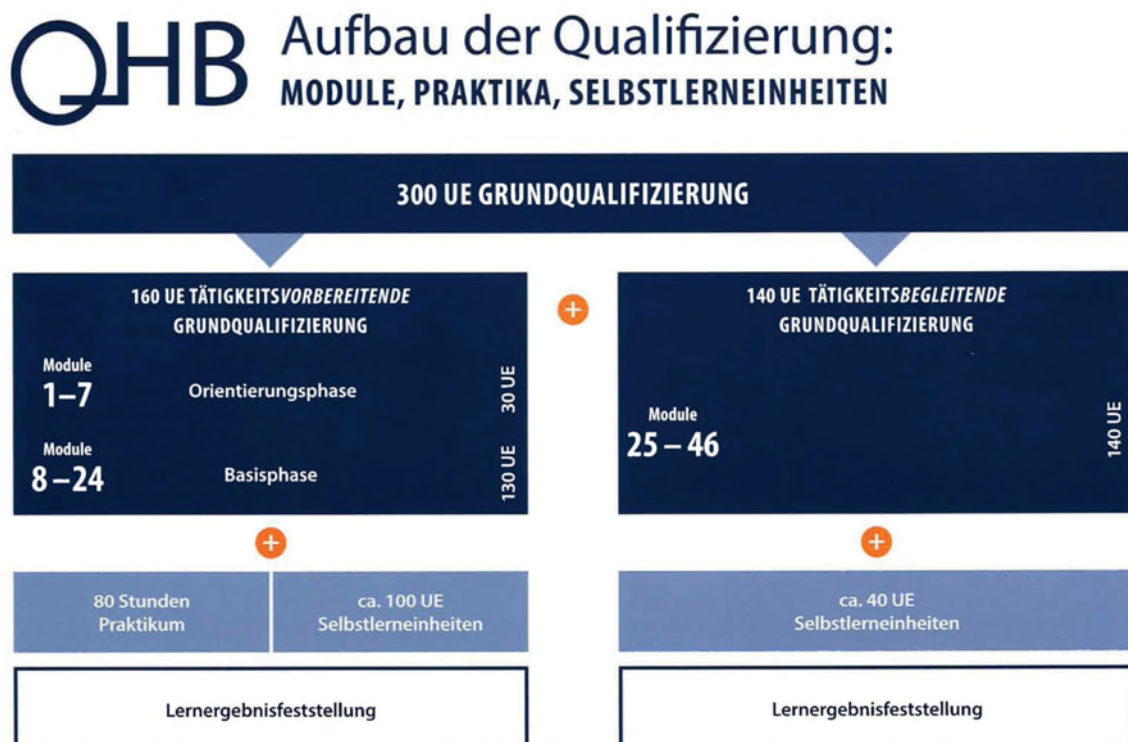 QHB
Aufbau der Qualifizierung:
MODULE, PRAKTIKA, SELBSTLERNEINHEITEN
300 UE GRUNDQUALIFIZIERUNG
160 UE TÄTIGKEITSVORBEREITENDE
GRUNDQUALIFIZIERUNG
Module
1–7
Orientierungsphase
30 UE
Module
8–24
Basisphase
130 UE
+
140 UE TÄTIGKEITSBEGLEITENDE
GRUNDQUALIFIZIERUNG
Module
25 – 46
140 UE
+
80 Stunden
Praktikum
ca. 100 UE
Selbstlerneinheiten
+
ca. 40 UE
Selbstlerneinheiten
Lernergebnisfeststellung
Lernergebnisfeststellung